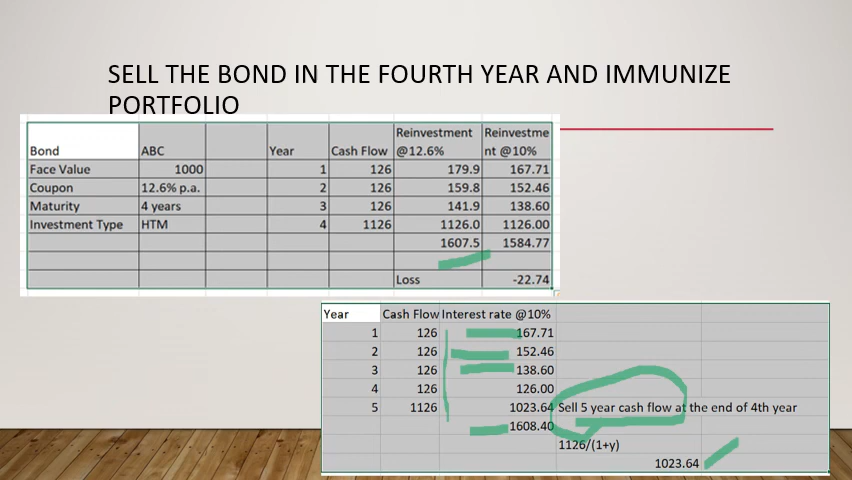 SELL THE BOND IN THE FOURTH YEAR AND IMMUNIZE
PORTFOLIO
Reinvestment Reinvestme
Bond ABC Year Cash Flow @12.6% nt @10%
Face Value 1000 1 126 179.9 167.71
Coupon 12.6% p.a. 2 126 159.8 152.46
Maturity 4 years 3 126 141.9 138.60
Investment Type HTM 4 1126 1126.0 1126.00
1607.5 1584.77
Loss -22.74
Year Cash Flow Interest rate @10%
1 126 167.71
2 126 152.46
3 126 138.60
4 126 126.00
5 1126 1023.64 Sell 5 year cash flow at the end of 4th year
1608.40
1126/(1+y)
1023.64